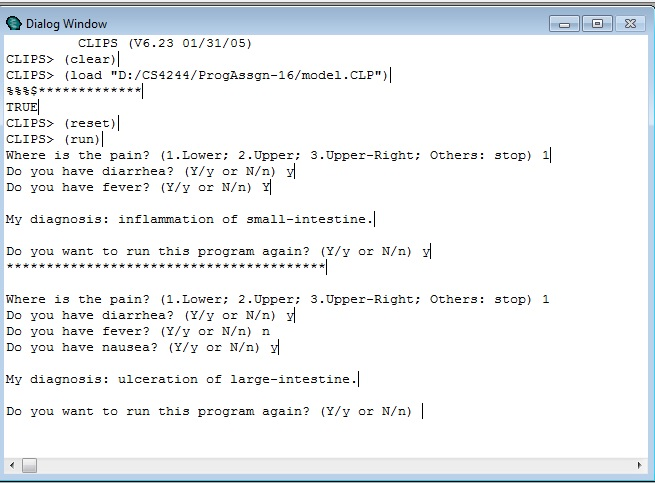 Dialog Window
CLIPS (V6.23 01/31/05)
CLIPS> (clear)
CLIPS> (load "D:/CS4244/ProgAssgn-16/model.CLP")
%%%$*************
TRUE
CLIPS> (reset)
CLIPS> (run)
Where is the pain? (1.Lower; 2.Upper; 3.Upper-Right; Others: stop) 1
Do you have diarrhea? (Y/y or N/n) y
Do you have fever? (Y/y or N/n) Y
My diagnosis: inflammation of small-intestine.
Do you want to run this program again? (Y/y or N/n) y
****************************************
Where is the pain? (1.Lower; 2.Upper; 3.Upper-Right; Others: stop) 1
Do you have diarrhea? (Y/y or N/n) y
Do you have fever? (Y/y or N/n) n
Do you have nausea? (Y/y or N/n) y
My diagnosis: ulceration of large-intestine.
Do you want to run this program again? (Y/y or N/n)